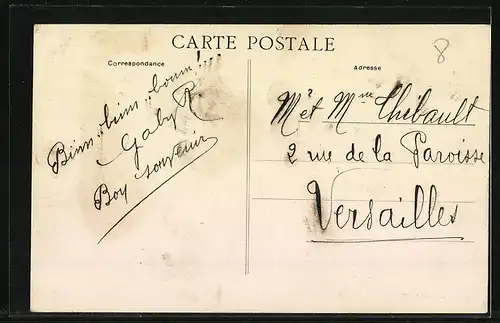 CARTE POSTALE
8
Correspondance
Adresse
Binn, bim, boum!!!
Gaby R.
Boy souvenir
M et Mme Thibault
2 rue de la Paroisse
Versailles